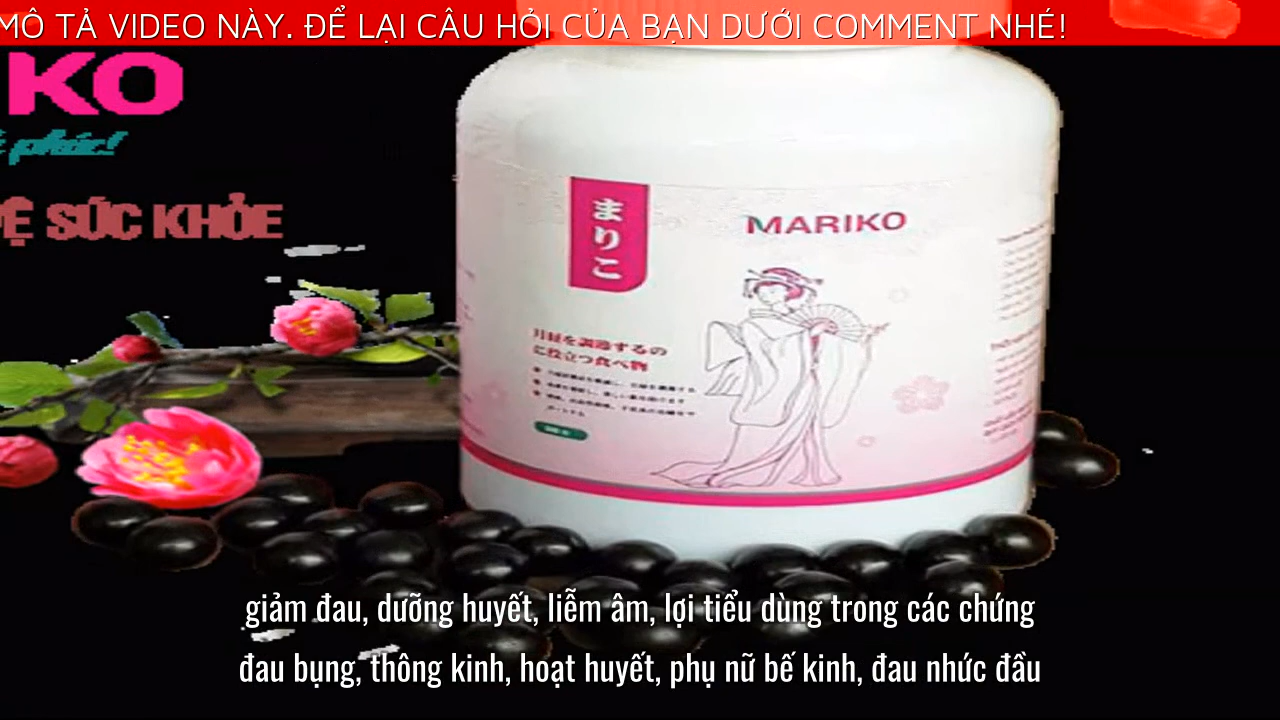 MÔ TẢ VIDEO NÀY. ĐỂ LẠI CÂU HỎI CỦA BẠN DƯỚI COMMENT NHÉ!
KO
phúc!
SỨC KHỎE
まりこ
MARIKO
月経を調過するの
に役立つ食べ物
giảm đau, dưỡng huyết, liễm âm, lợi tiểu dùng trong các chứng
đau bụng, thông kinh, hoạt huyết, phụ nữ bế kinh, đau nhức đầu